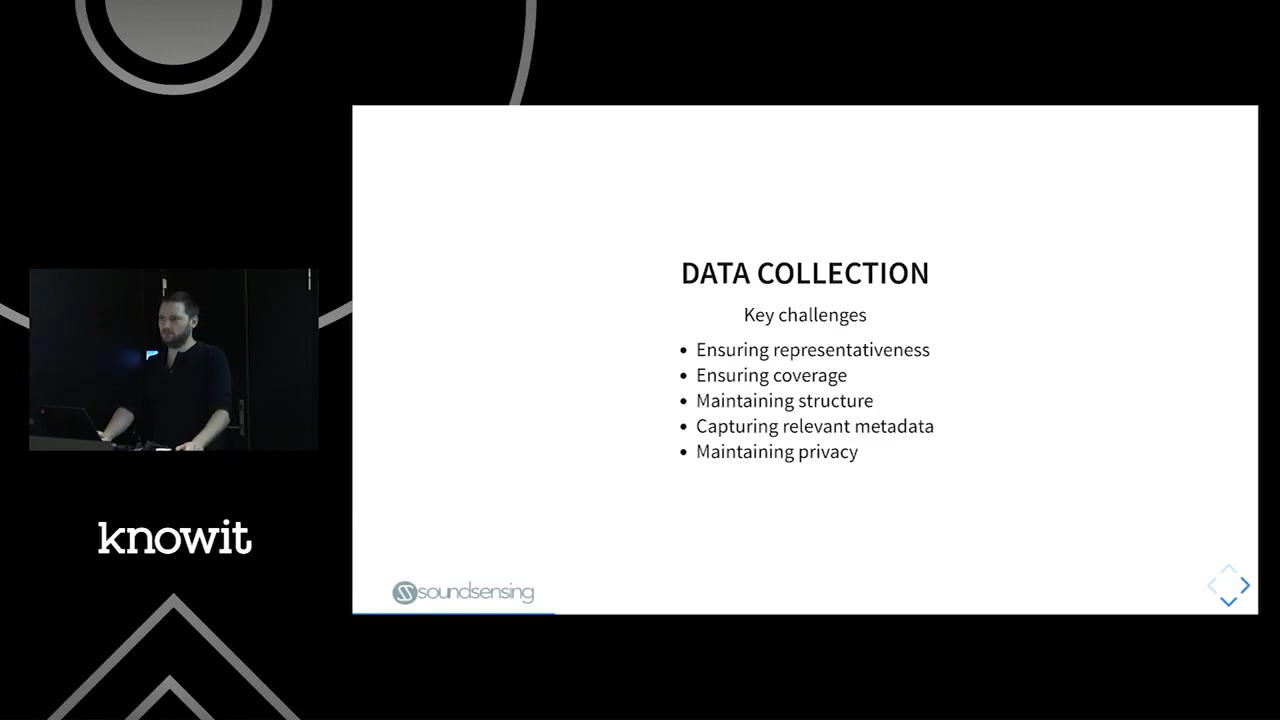 DATA COLLECTION
Key challenges
• Ensuring representativeness
• Ensuring coverage
• Maintaining structure
• Capturing relevant metadata
• Maintaining privacy
knowit
soundsensing